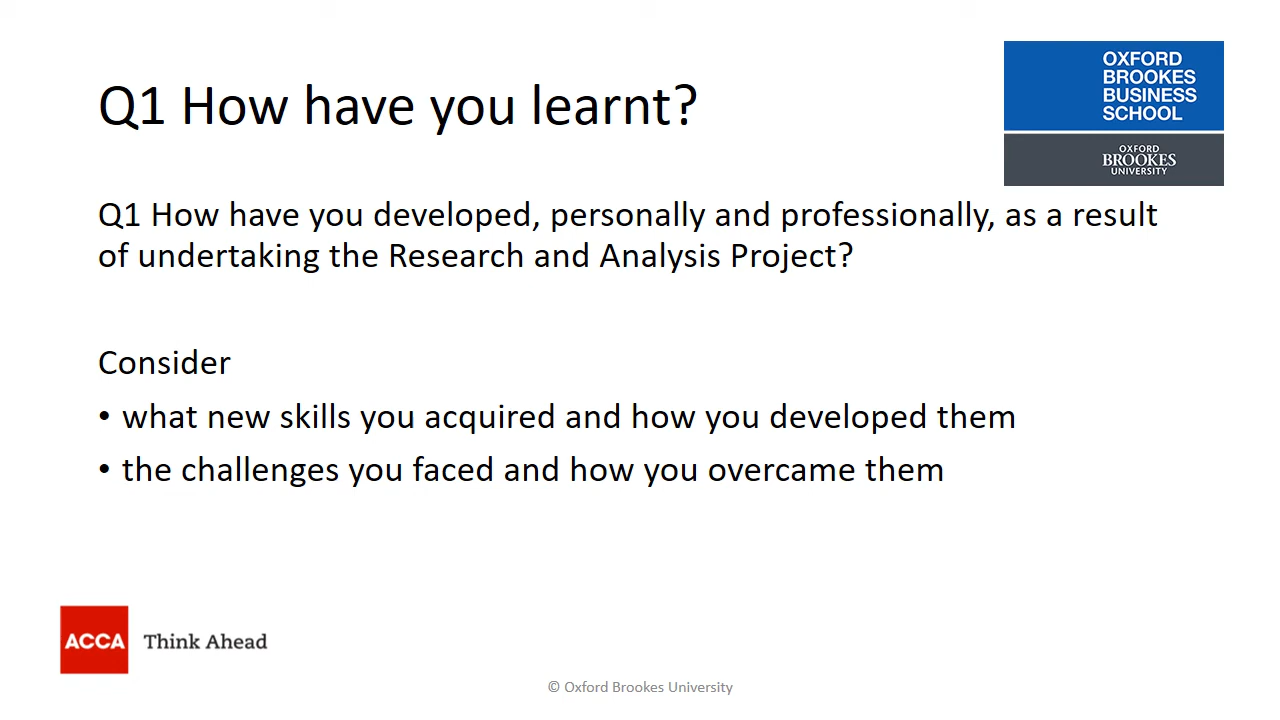 Q1 How have you learnt?
OXFORD
BROOKES
BUSINESS
SCHOOL
OXFORD
BROOKES
UNIVERSITY
Q1 How have you developed, personally and professionally, as a result
of undertaking the Research and Analysis Project?
Consider
• what new skills you acquired and how you developed them
• the challenges you faced and how you overcame them
ACCA Think Ahead
© Oxford Brookes University